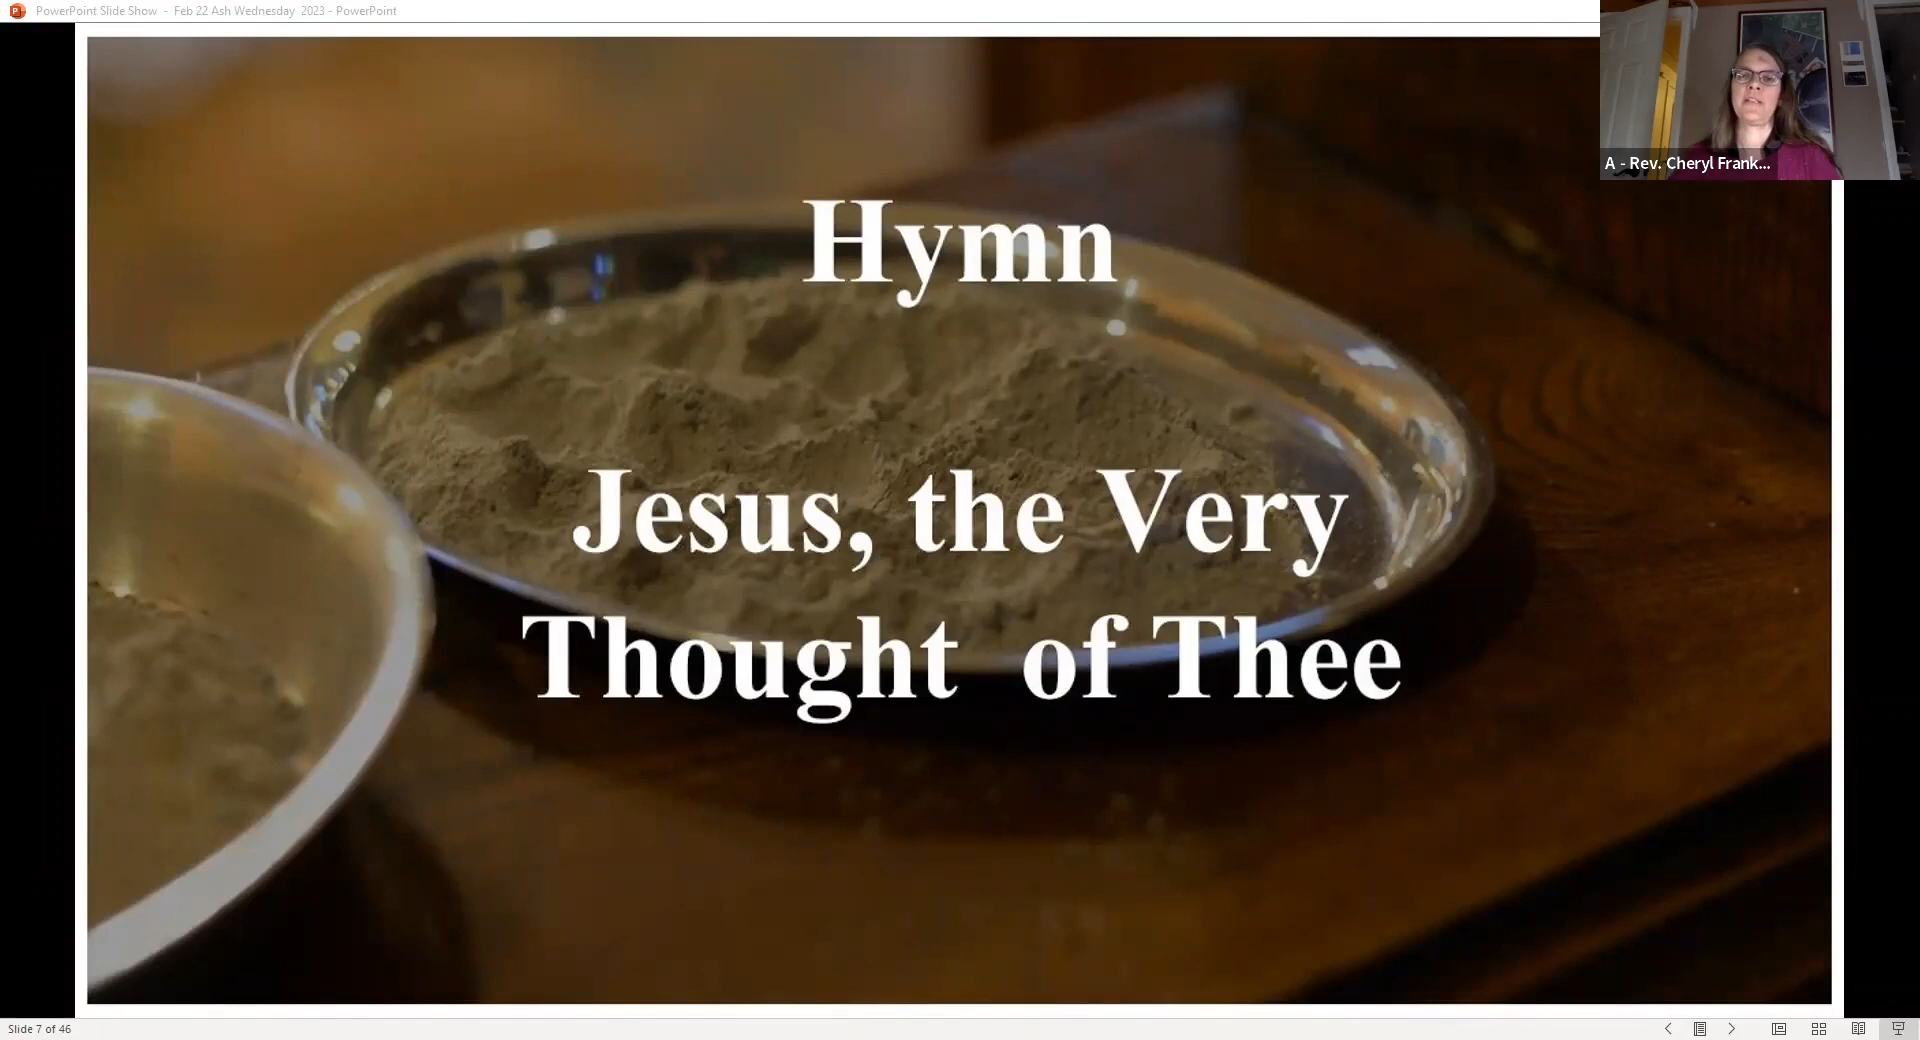 PowerPoint Slide Show - Feb 22 Ash Wednesday 2023 - PowerPoint
A - Rev. Cheryl Frank...
Hymn
Jesus, the Very
Thought of Thee
Slide 7 of 46